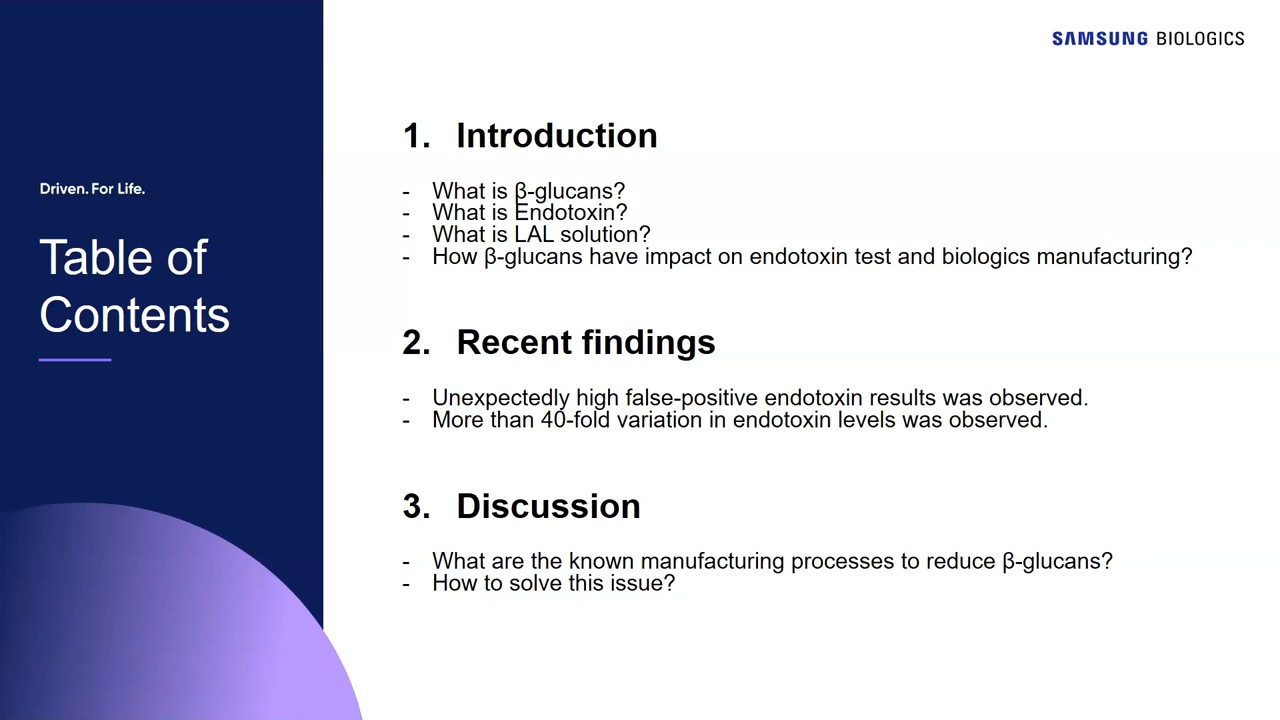 SAMSUNG BIOLOGICS
Driven. For Life.
Table of
Contents
1. Introduction
- What is β-glucans?
- What is Endotoxin?
- What is LAL solution?
- How β-glucans have impact on endotoxin test and biologics manufacturing?
2. Recent findings
- Unexpectedly high false-positive endotoxin results was observed.
- More than 40-fold variation in endotoxin levels was observed.
3. Discussion
- What are the known manufacturing processes to reduce β-glucans?
- How to solve this issue?